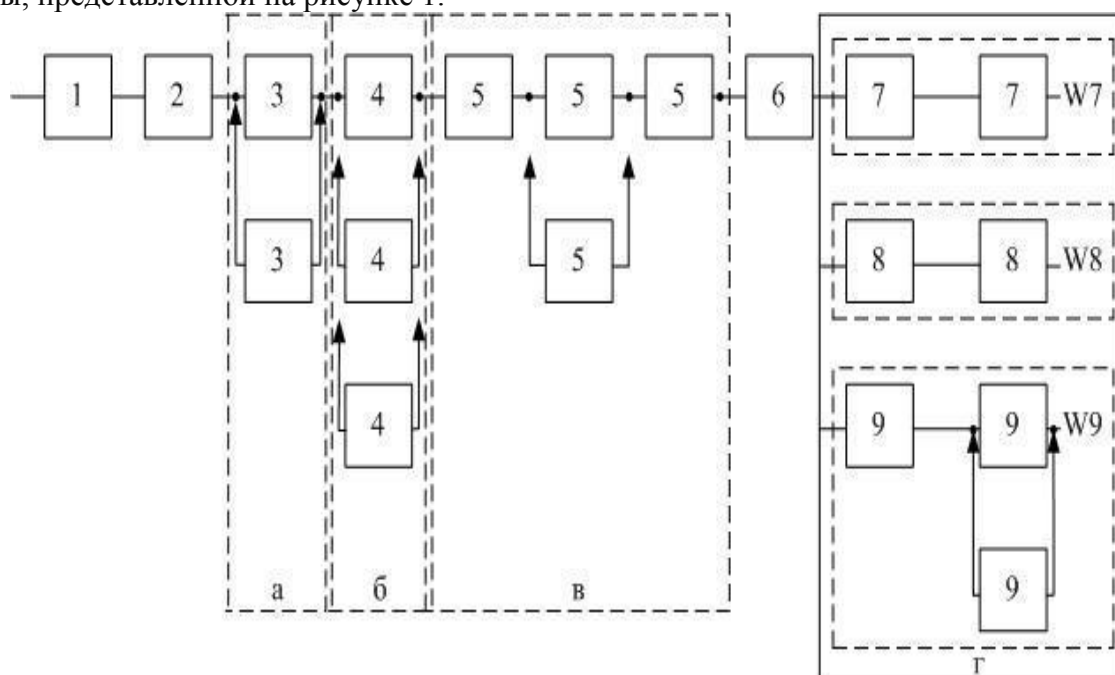 ы, представленной на рисунке 1.
1 2 3 4 5 5 5 6 7 7 W7
3 4 5 8 8 W8
4 9 9 W9
9
а б в
г